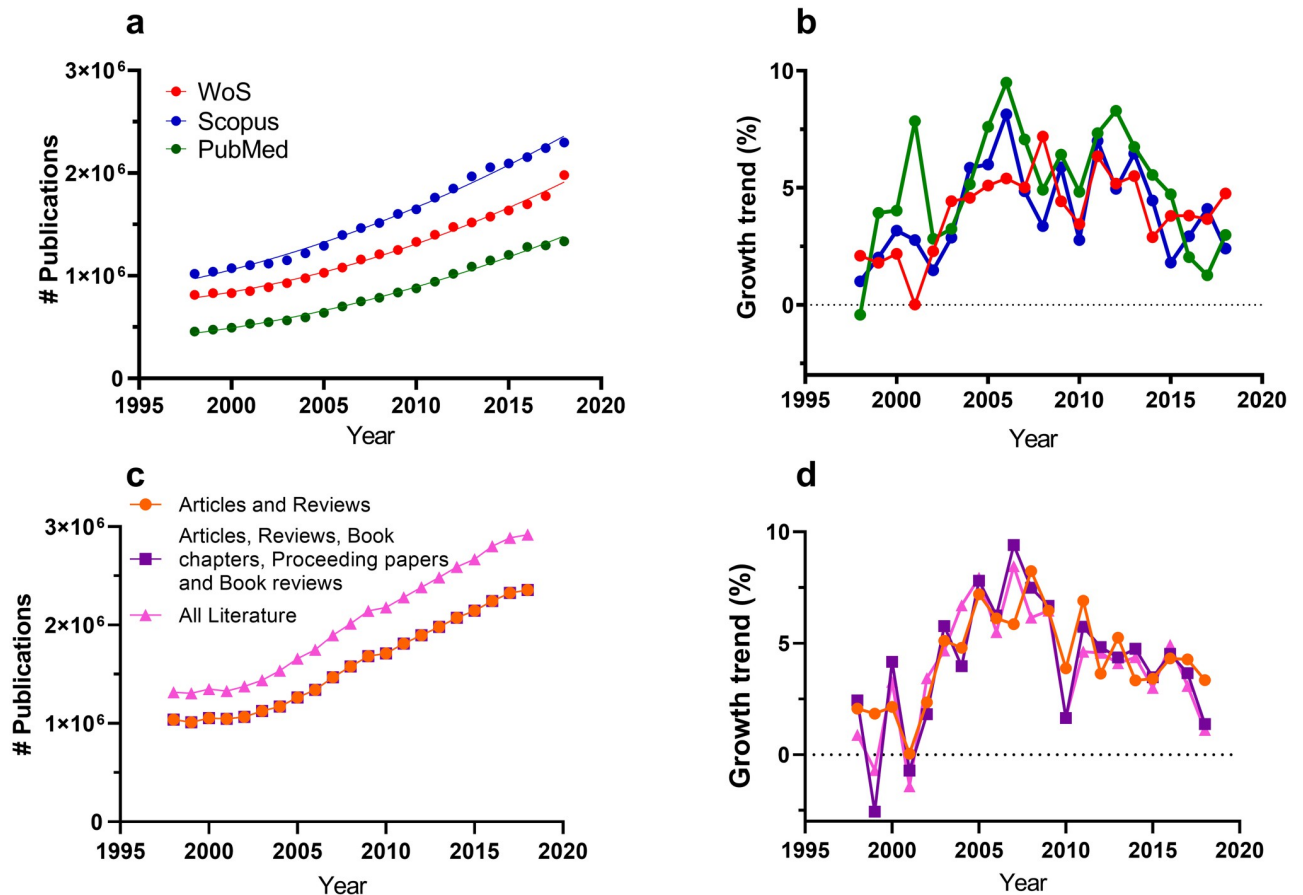 a
3×10⁶
2×10⁶
1×10⁶
0
# Publications
WoS
Scopus
PubMed
1995
2000
2005
2010
2015
2020
Year
b
10
5
0
Growth trend (%)
1995
2000
2005
2010
2015
2020
Year
c
Articles and Reviews
Articles, Reviews, Book
chapters, Proceeding papers
and Book reviews
All Literature
3×10⁶
2×10⁶
1×10⁶
0
# Publications
1995
2000
2005
2010
2015
2020
Year
d
10
5
0
Growth trend (%)
1995
2000
2005
2010
2015
2020
Year